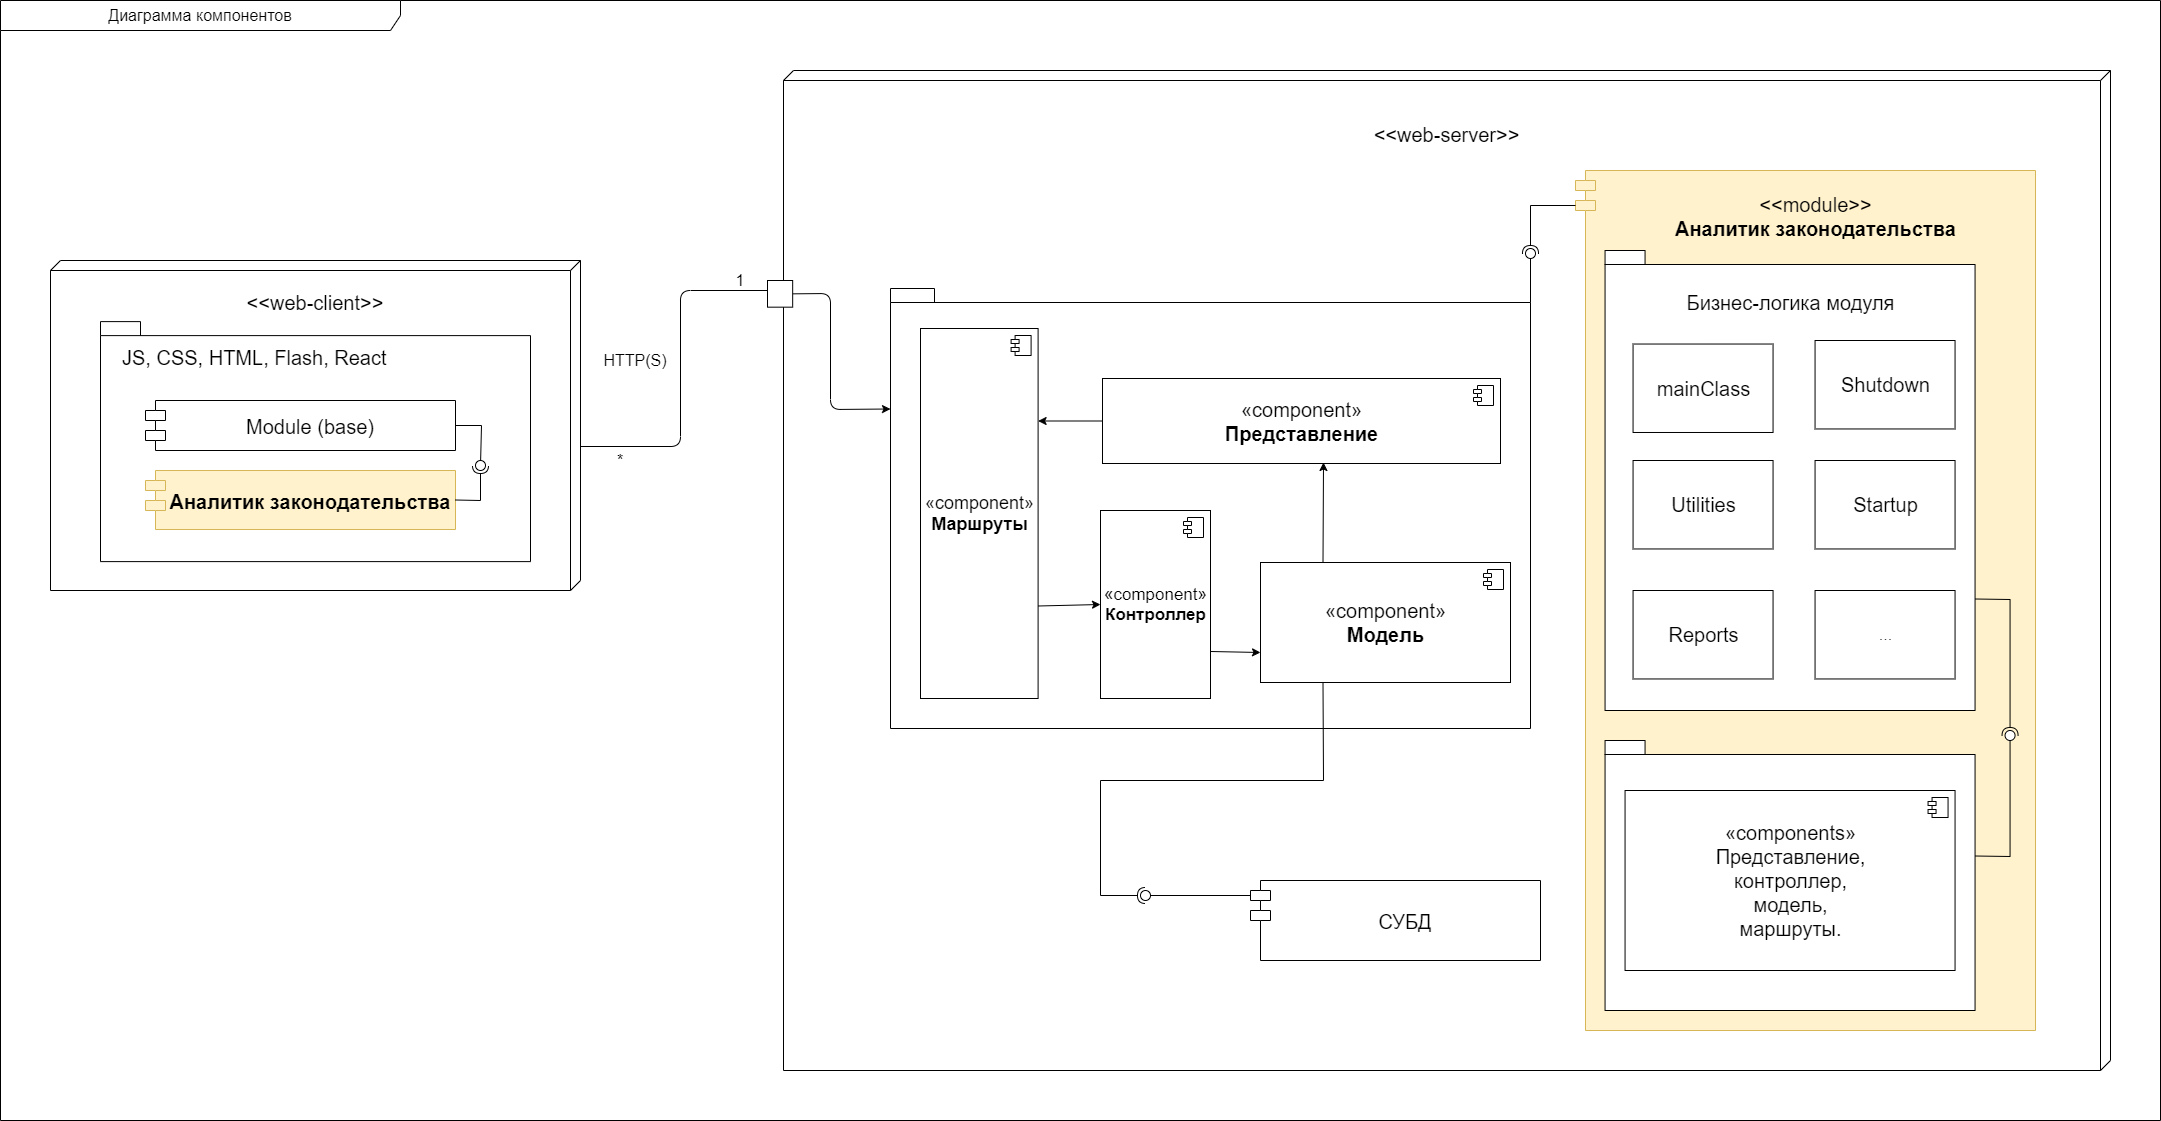 Диаграмма компонентов
<<web-client>>
JS, CSS, HTML, Flash, React
Module (base)
Аналитик законодательства
HTTP(S)
1
*
<<web-server>>
«component»
Маршруты
«component»
Представление
«component»
Контроллер
«component»
Модель
СУБД
<<module>>
Аналитик законодательства
Бизнес-логика модуля
mainClass
Shutdown
Utilities
Startup
Reports
...
«components»
Представление,
контроллер,
модель,
маршруты.